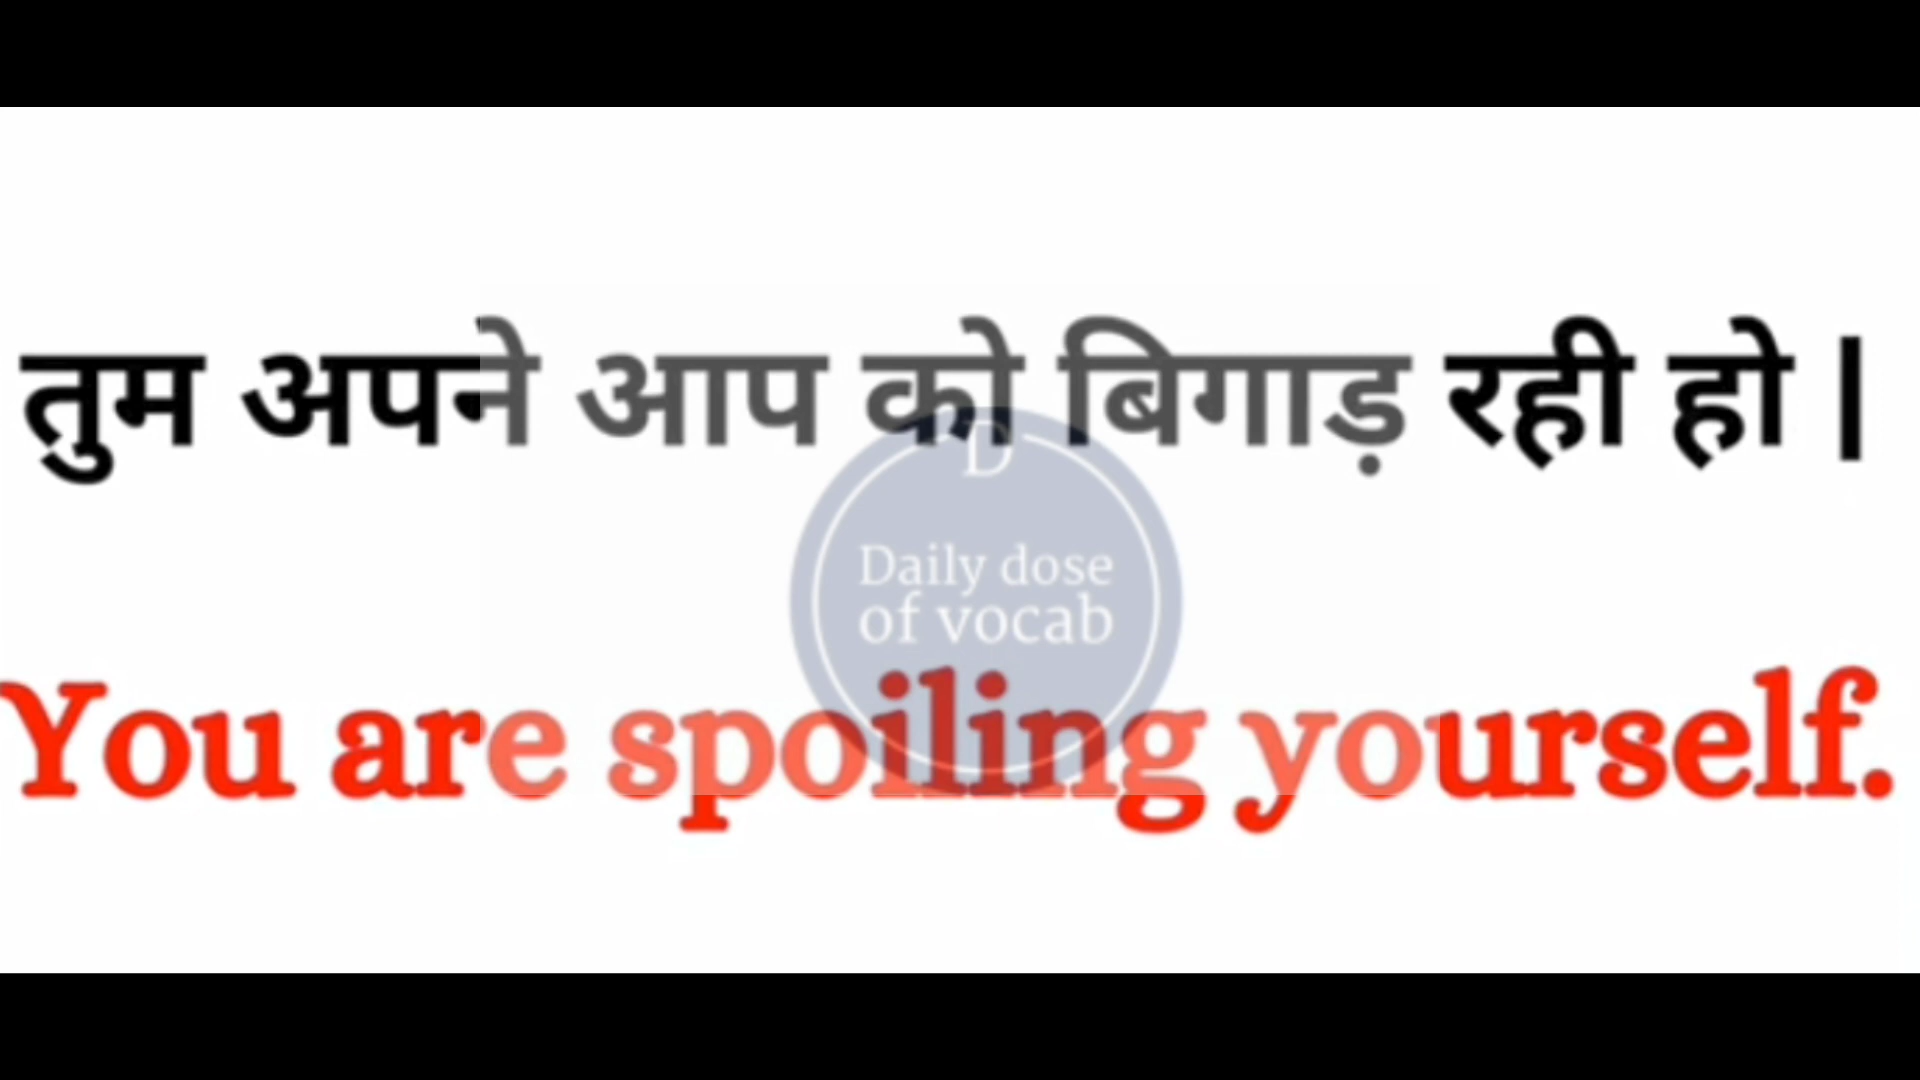 तुम अपने आप को बिगाड़ रही हो |
D
Daily dose
of vocab
You are spoiling yourself.